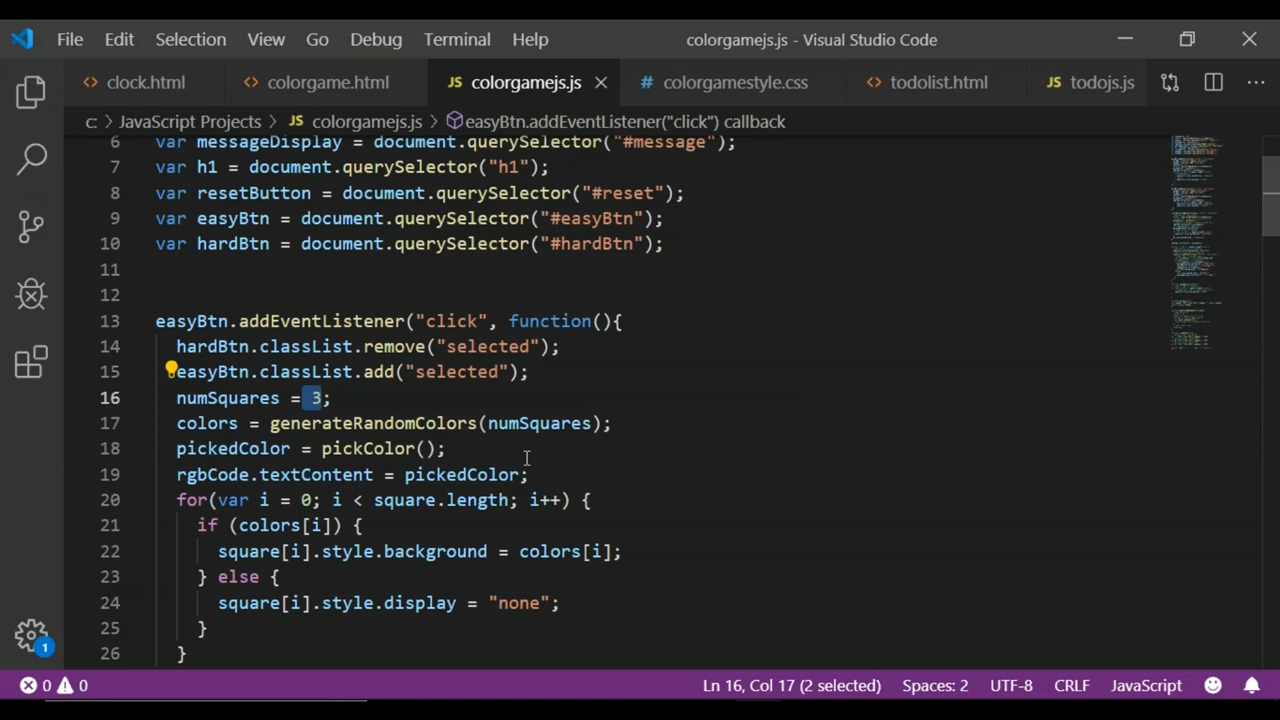 File Edit Selection View Go Debug Terminal Help colorgamejs.js - Visual Studio Code
clock.html colorgame.html JS colorgamejs.js # colorgamestyle.css todolist.html JS todojs.js
c: > JavaScript Projects > JS colorgamejs.js > easyBtn.addEventListener("click") callback
6 var messageDisplay = document.querySelector("#message");
7 var h1 = document.querySelector("h1");
8 var resetButton = document.querySelector("#reset");
9 var easyBtn = document.querySelector("#easyBtn");
10 var hardBtn = document.querySelector("#hardBtn");
11
12
13 easyBtn.addEventListener("click", function(){
14 hardBtn.classList.remove("selected");
15 easyBtn.classList.add("selected");
16 numSquares = 3;
17 colors = generateRandomColors(numSquares);
18 pickedColor = pickColor();
19 rgbCode.textContent = pickedColor;
20 for(var i = 0; i < square.length; i++) {
21 if (colors[i]) {
22 square[i].style.background = colors[i];
23 } else {
24 square[i].style.display = "none";
25 }
26 }
1
0 0 Ln 16, Col 17 (2 selected) Spaces: 2 UTF-8 CRLF JavaScript